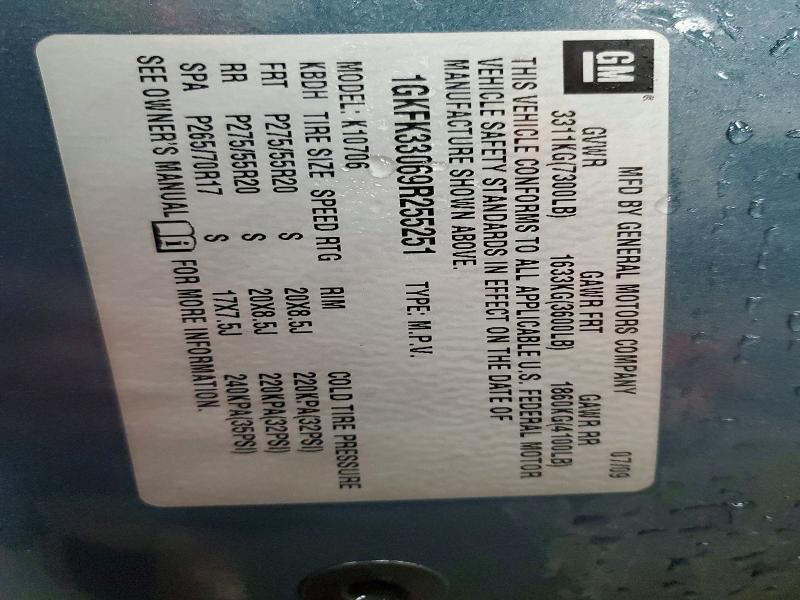 GM
MFD BY GENERAL MOTORS COMPANY 07/09
GVWR GAWR FRT GAWR RR
3311KG(7300LB) 1633KG(3600LB) 1860KG(4100LB)
THIS VEHICLE CONFORMS TO ALL APPLICABLE U.S. FEDERAL MOTOR
VEHICLE SAFETY STANDARDS IN EFFECT ON THE DATE OF
MANUFACTURE SHOWN ABOVE.
1GKFK33069R255251 TYPE: M.P.V.
MODEL: K10706
KBDH TIRE SIZE SPEED RTG RIM COLD TIRE PRESSURE
FRT P275/55R20 S 20X8.5J 220KPA(32PSI)
RR P275/55R20 S 20X8.5J 220KPA(32PSI)
SPA P265/70R17 S 17X7.5J 240KPA(35PSI)
SEE OWNER'S MANUAL FOR MORE INFORMATION.